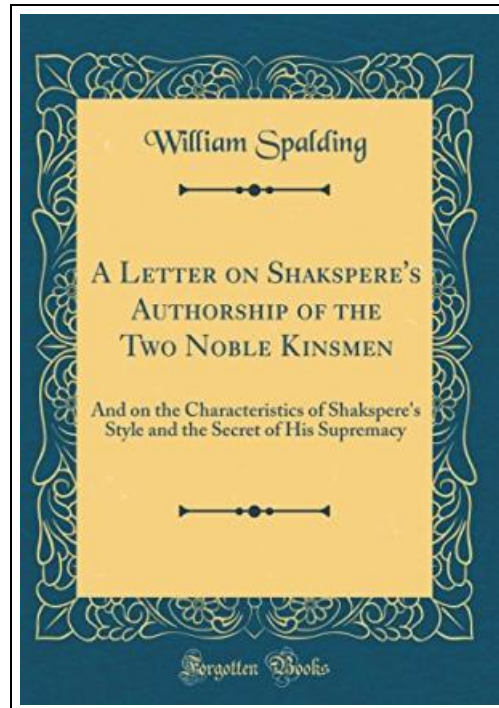 William Spalding
A Letter on Shakspere's
Authorship of the
Two Noble Kinsmen
And on the Characteristics of Shakspere's
Style and the Secret of His Supremacy
Forgotten Books